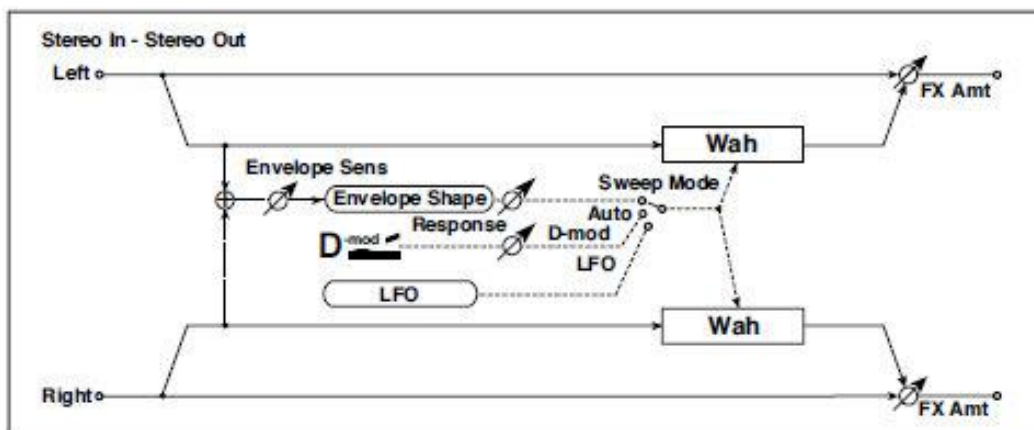 Stereo In - Stereo Out
Left
FX Amt
Wah
Envelope Sens
Sweep Mode
Envelope Shape
Auto
Response
D-mod
D-mod
LFO
LFO
Wah
Right
FX Amt